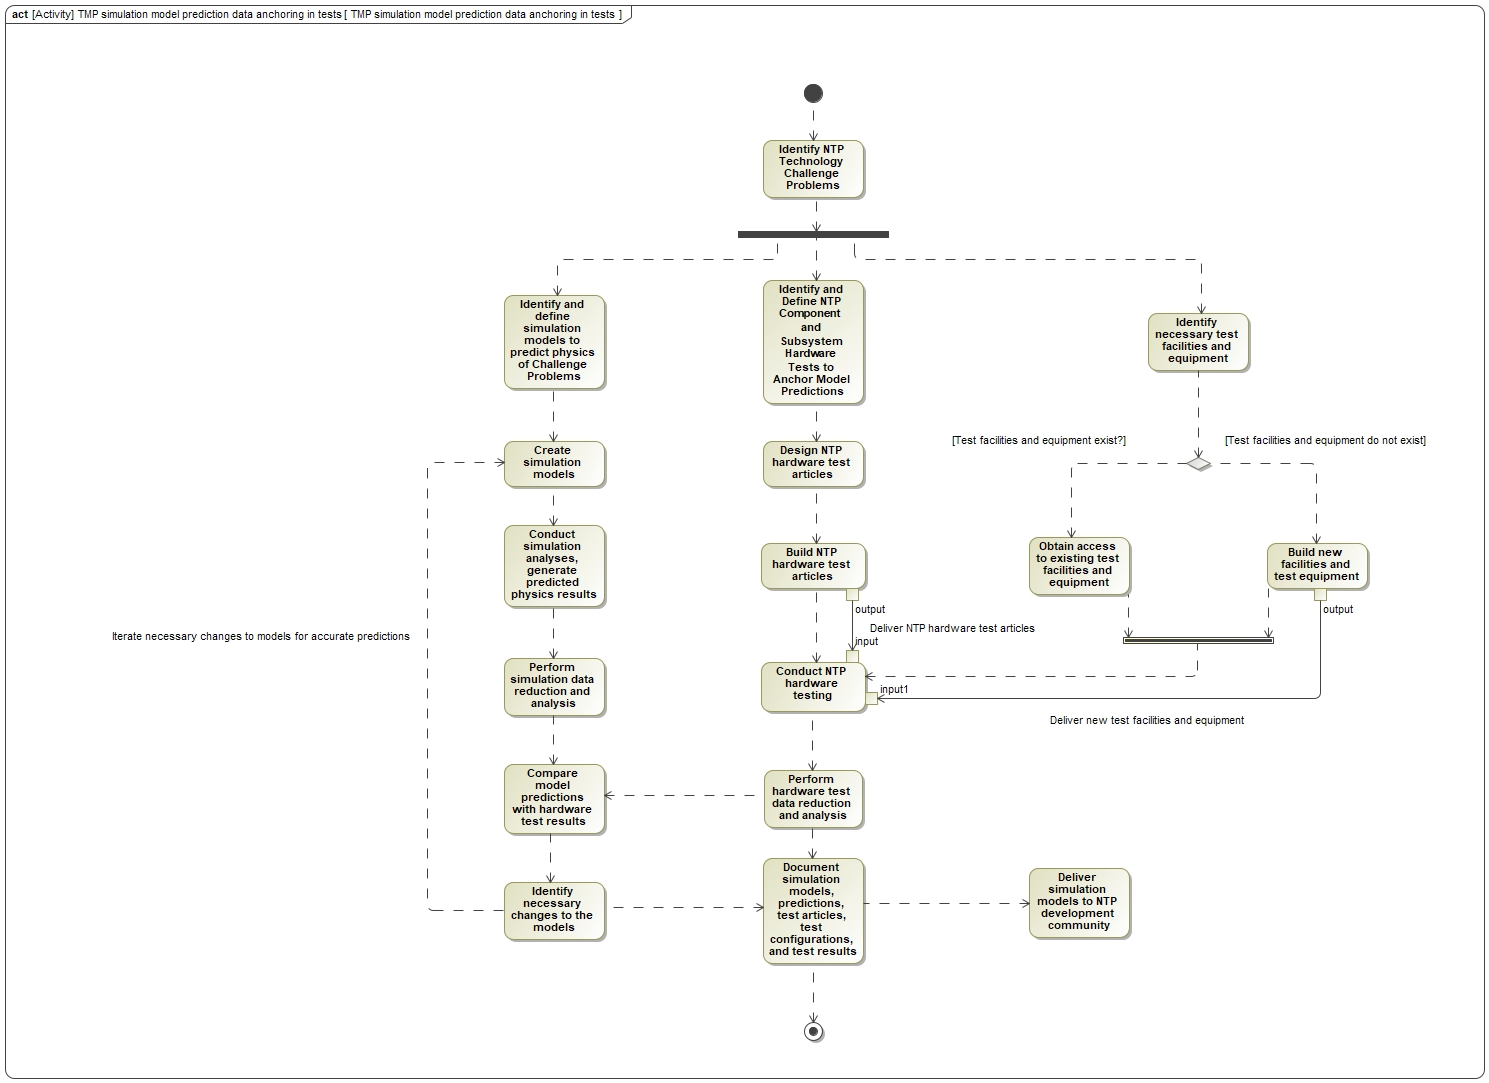 act [Activity] TMP simulation model prediction data anchoring in tests [ TMP simulation model prediction data anchoring in tests ]
Identify NTP
Technology
Challenge
Problems
Identify and
define
simulation
models to
predict physics
of Challenge
Problems
Identify and
Define NTP
Component
and
Subsystem
Hardware
Tests to
Anchor Model
Predictions
Identify
necessary test
facilities and
equipment
[Test facilities and equipment exist?]
[Test facilities and equipment do not exist]
Create
simulation
models
Design NTP
hardware test
articles
Conduct
simulation
analyses,
generate
predicted
physics results
Build NTP
hardware test
articles
Obtain access
to existing test
facilities and
equipment
Build new
facilities and
test equipment
output
output
Deliver NTP hardware test articles
input
Iterate necessary changes to models for accurate predictions
Perform
simulation data
reduction and
analysis
Conduct NTP
hardware
testing
input1
Deliver new test facilities and equipment
Compare
model
predictions
with hardware
test results
Perform
hardware test
data reduction
and analysis
Identify
necessary
changes to the
models
Document
simulation
models,
predictions,
test articles,
test
configurations,
and test results
Deliver
simulation
models to NTP
development
community